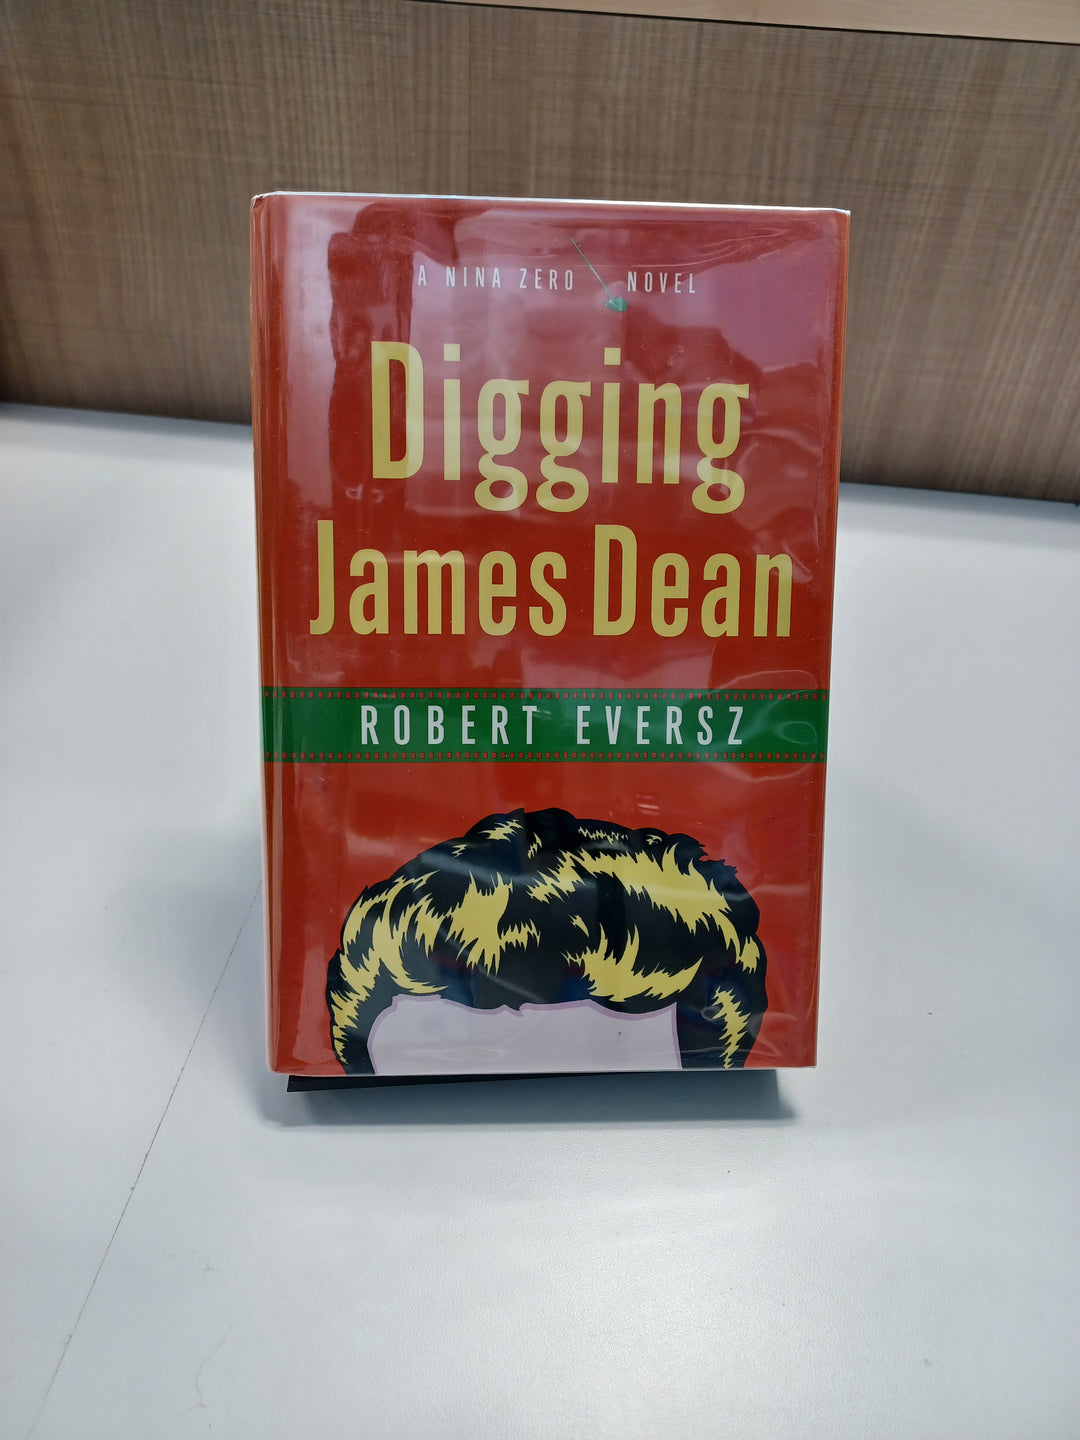 A NINA ZERO NOVEL
Digging
James Dean
ROBERT EVERSZ